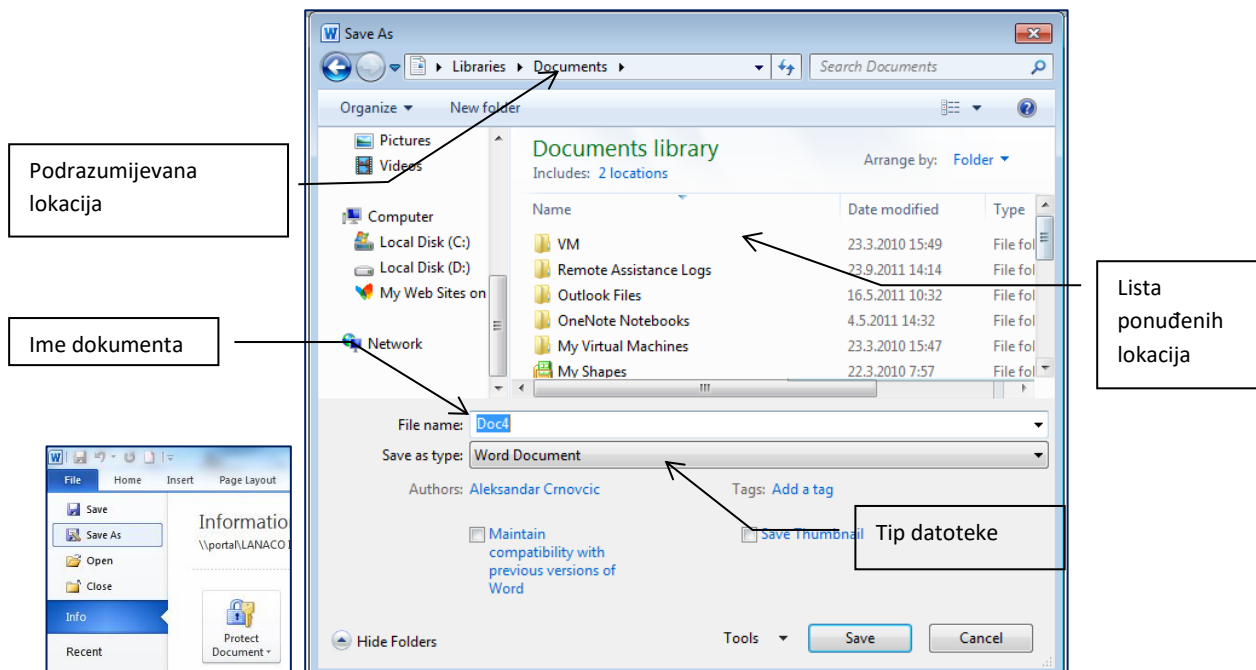 Save As
Libraries Documents
Search Documents
Organize New folder
Pictures
Videos
Computer
Local Disk (C:)
Local Disk (D:)
My Web Sites on
Network
Documents library
Includes: 2 locations
Arrange by: Folder
Name Date modified Type
VM 23.3.2010 15:49 File fol
Remote Assistance Logs 23.9.2011 14:14 File fol
Outlook Files 16.5.2011 10:32 File fol
OneNote Notebooks 4.5.2011 14:32 File fol
My Virtual Machines 23.3.2010 15:47 File fol
My Shapes 22.3.2010 7:57 File fol
File name: Doc4
Save as type: Word Document
Authors: Aleksandar Crnovcic Tags: Add a tag
Maintain
compatibility with
previous versions of
Word
Save Thumbnail
Hide Folders Tools Save Cancel
Podrazumijevana
lokacija
Ime dokumenta
Lista
ponuđenih
lokacija
Tip datoteke
File Home Insert Page Layout
Save
Save As
Open
Close
Info
Recent
Informatio
\\portal\LANACO
Protect
Document